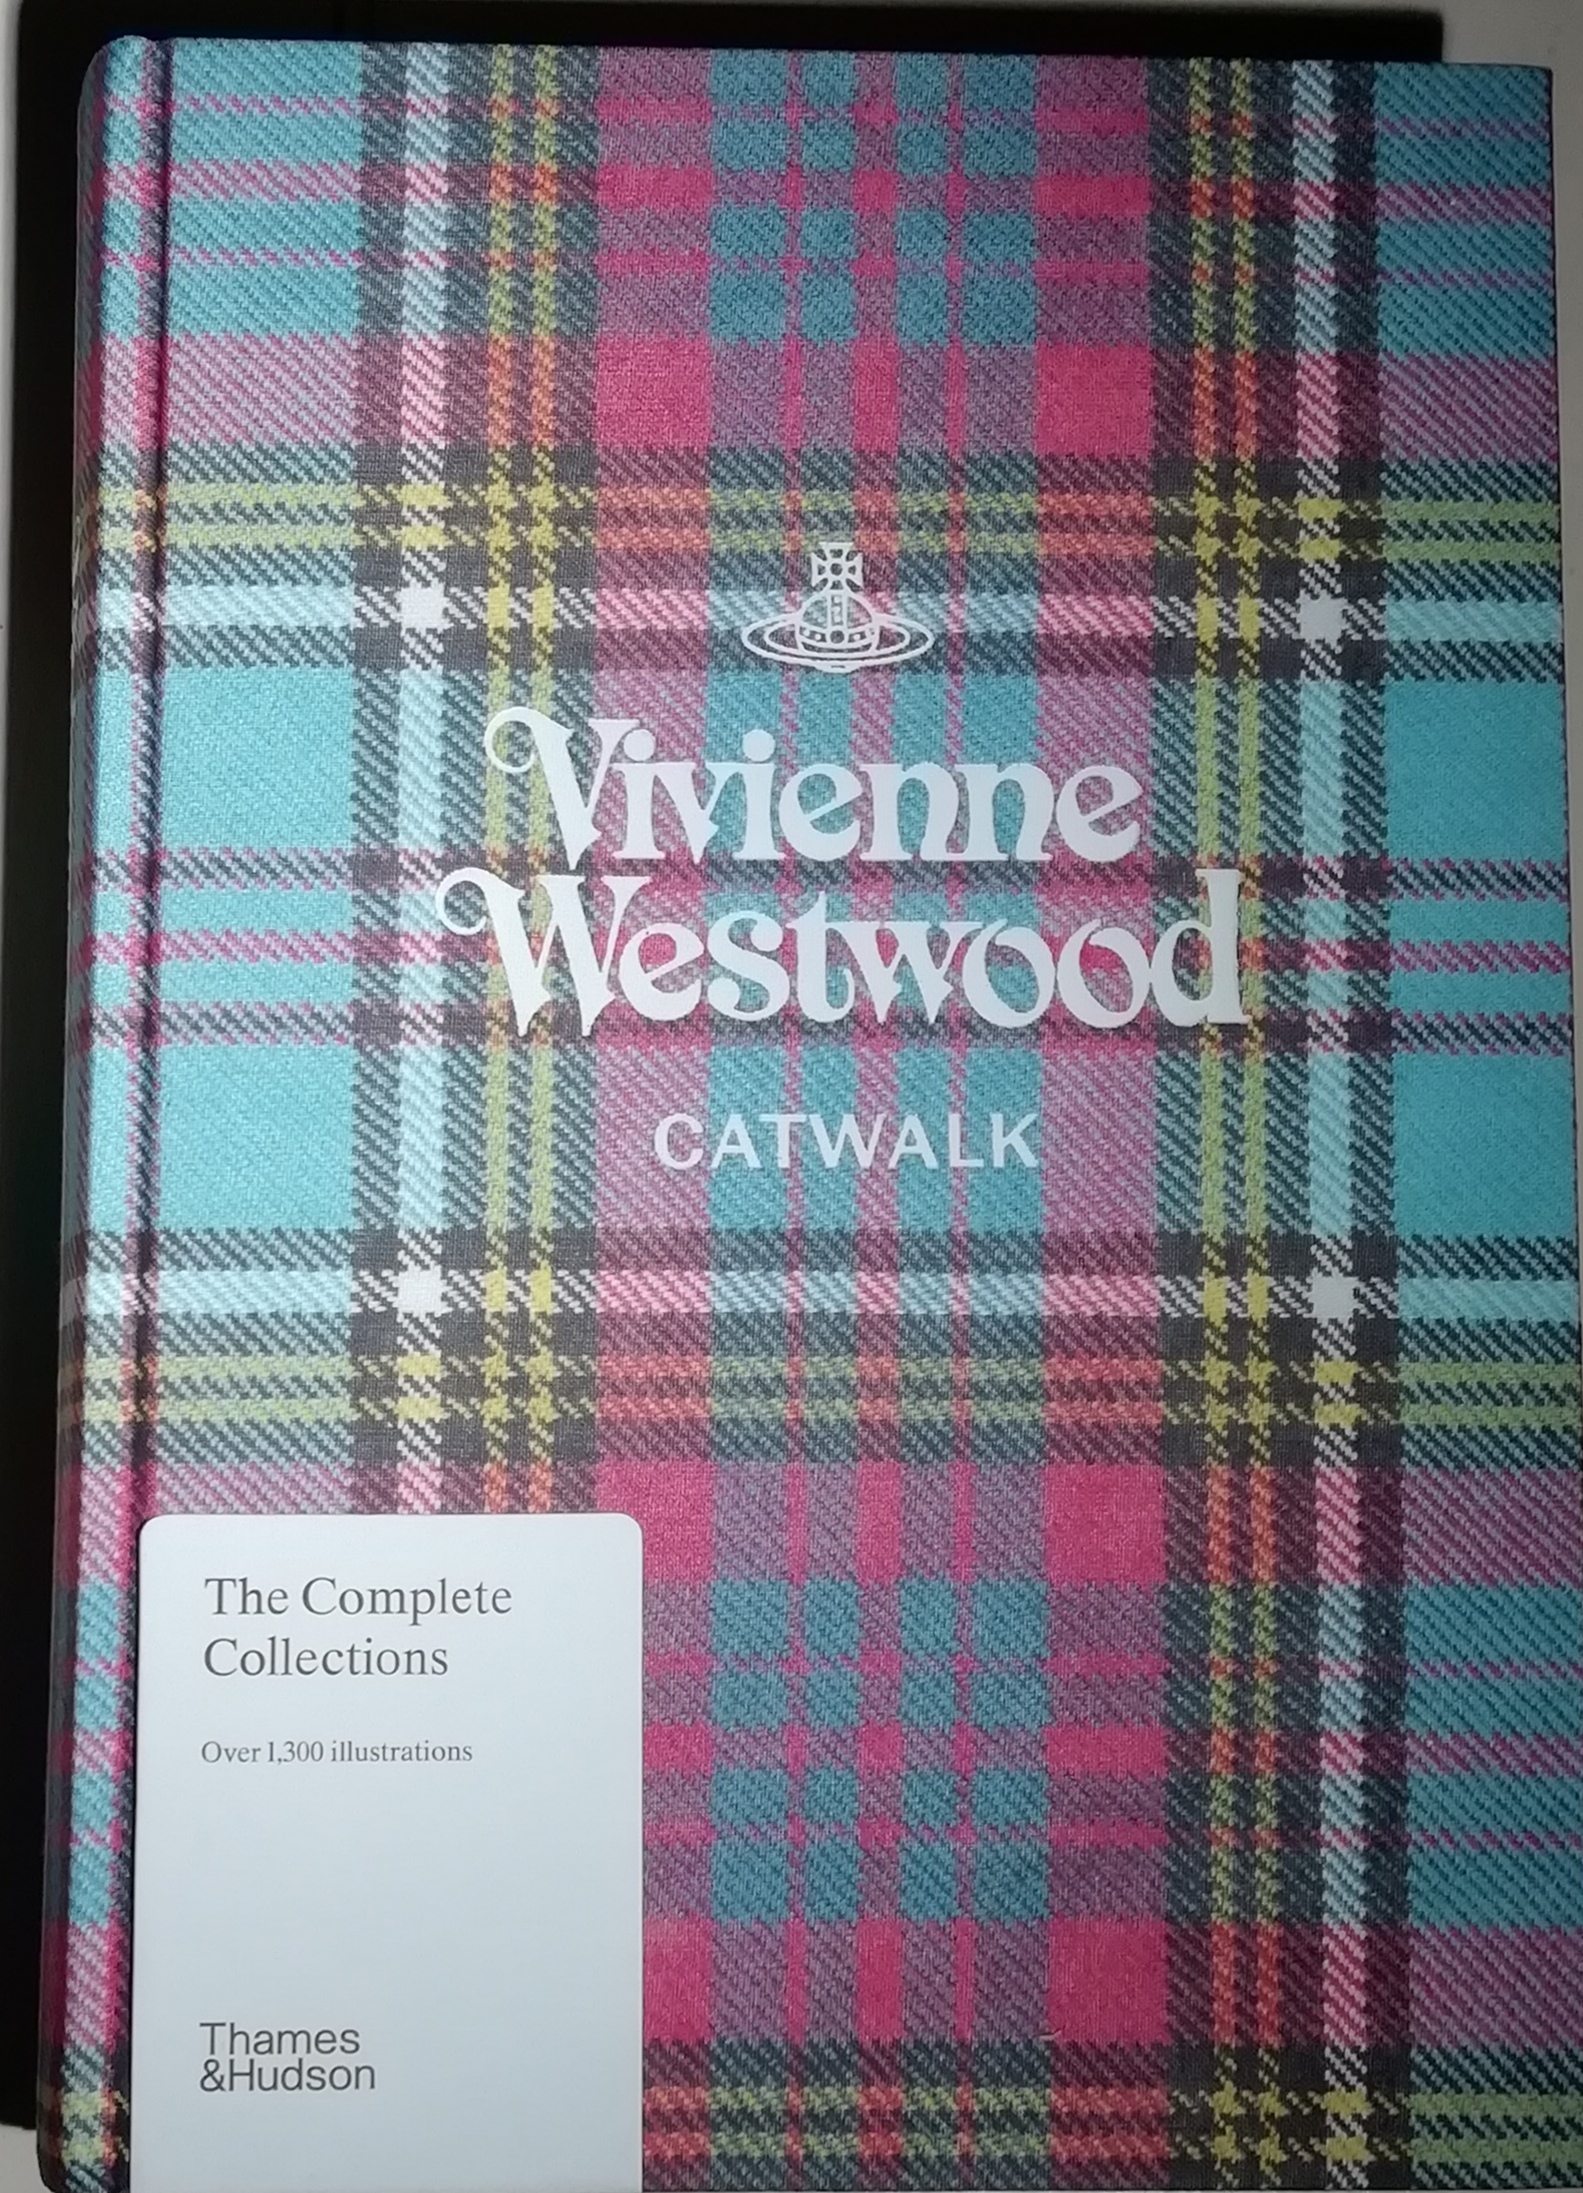 Vivienne
Westwood
CATWALK
The Complete
Collections
Over 1,300 illustrations
Thames
&Hudson